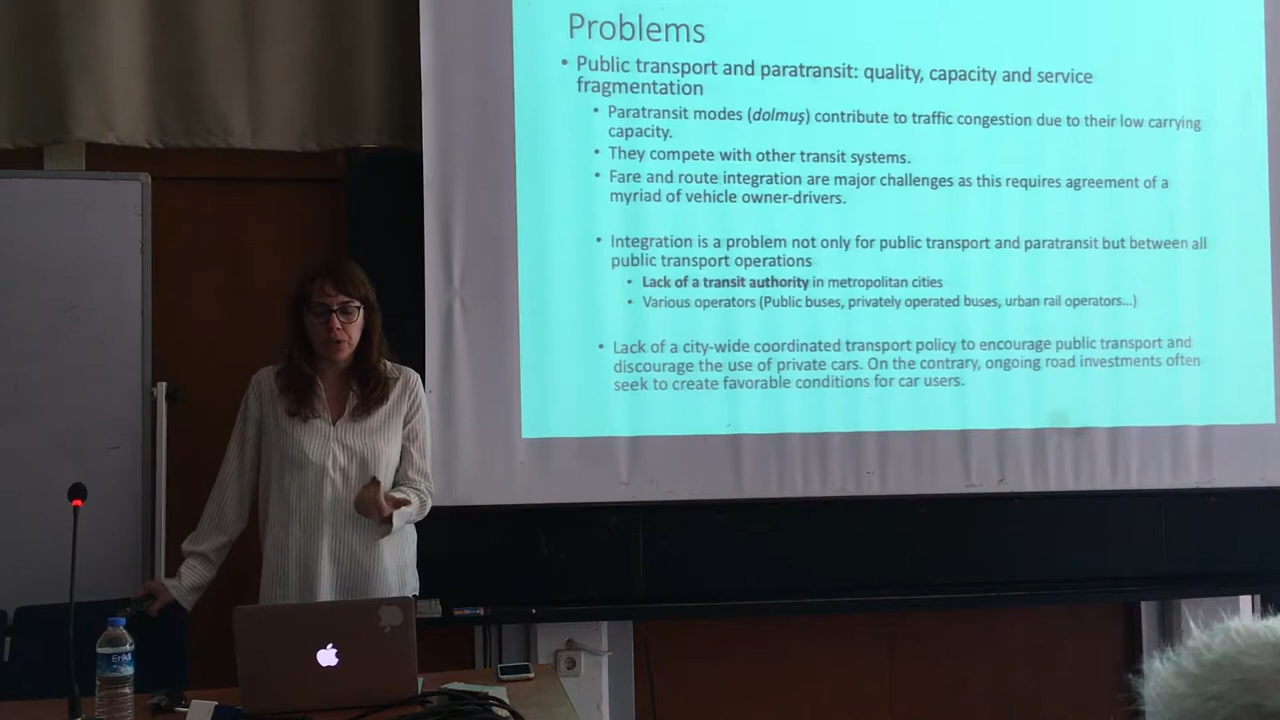 Problems
• Public transport and paratransit: quality, capacity and service
fragmentation
• Paratransit modes (dolmuş) contribute to traffic congestion due to their low carrying
capacity.
• They compete with other transit systems.
• Fare and route integration are major challenges as this requires agreement of a
myriad of vehicle owner-drivers.
• Integration is a problem not only for public transport and paratransit but between all
public transport operations
• Lack of a transit authority in metropolitan cities
• Various operators (Public buses, privately operated buses, urban rail operators...)
• Lack of a city-wide coordinated transport policy to encourage public transport and
discourage the use of private cars. On the contrary, ongoing road investments often
seek to create favorable conditions for car users.
Erikli